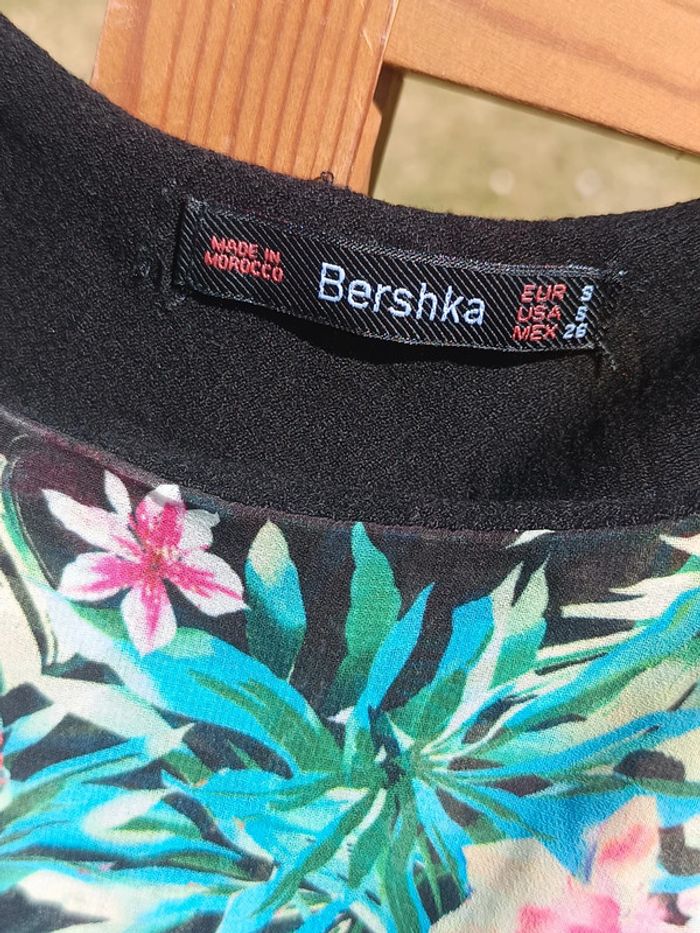 MADE IN
MOROCCO
Bershka
EUR S
USA S
MEX 26